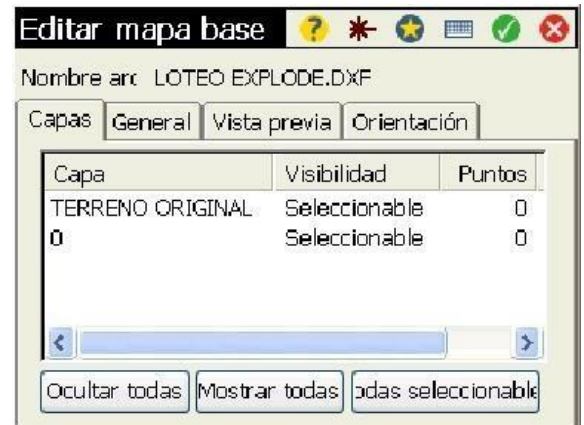 Editar mapa base
Nombre arc LOTEO EXPLODE.DXF
Capas General Vista previa Orientación
Capa Visibilidad Puntos
TERRENO ORIGINAL Seleccionable 0
0 Seleccionable 0
Ocultar todas Mostrar todas odas seleccionable